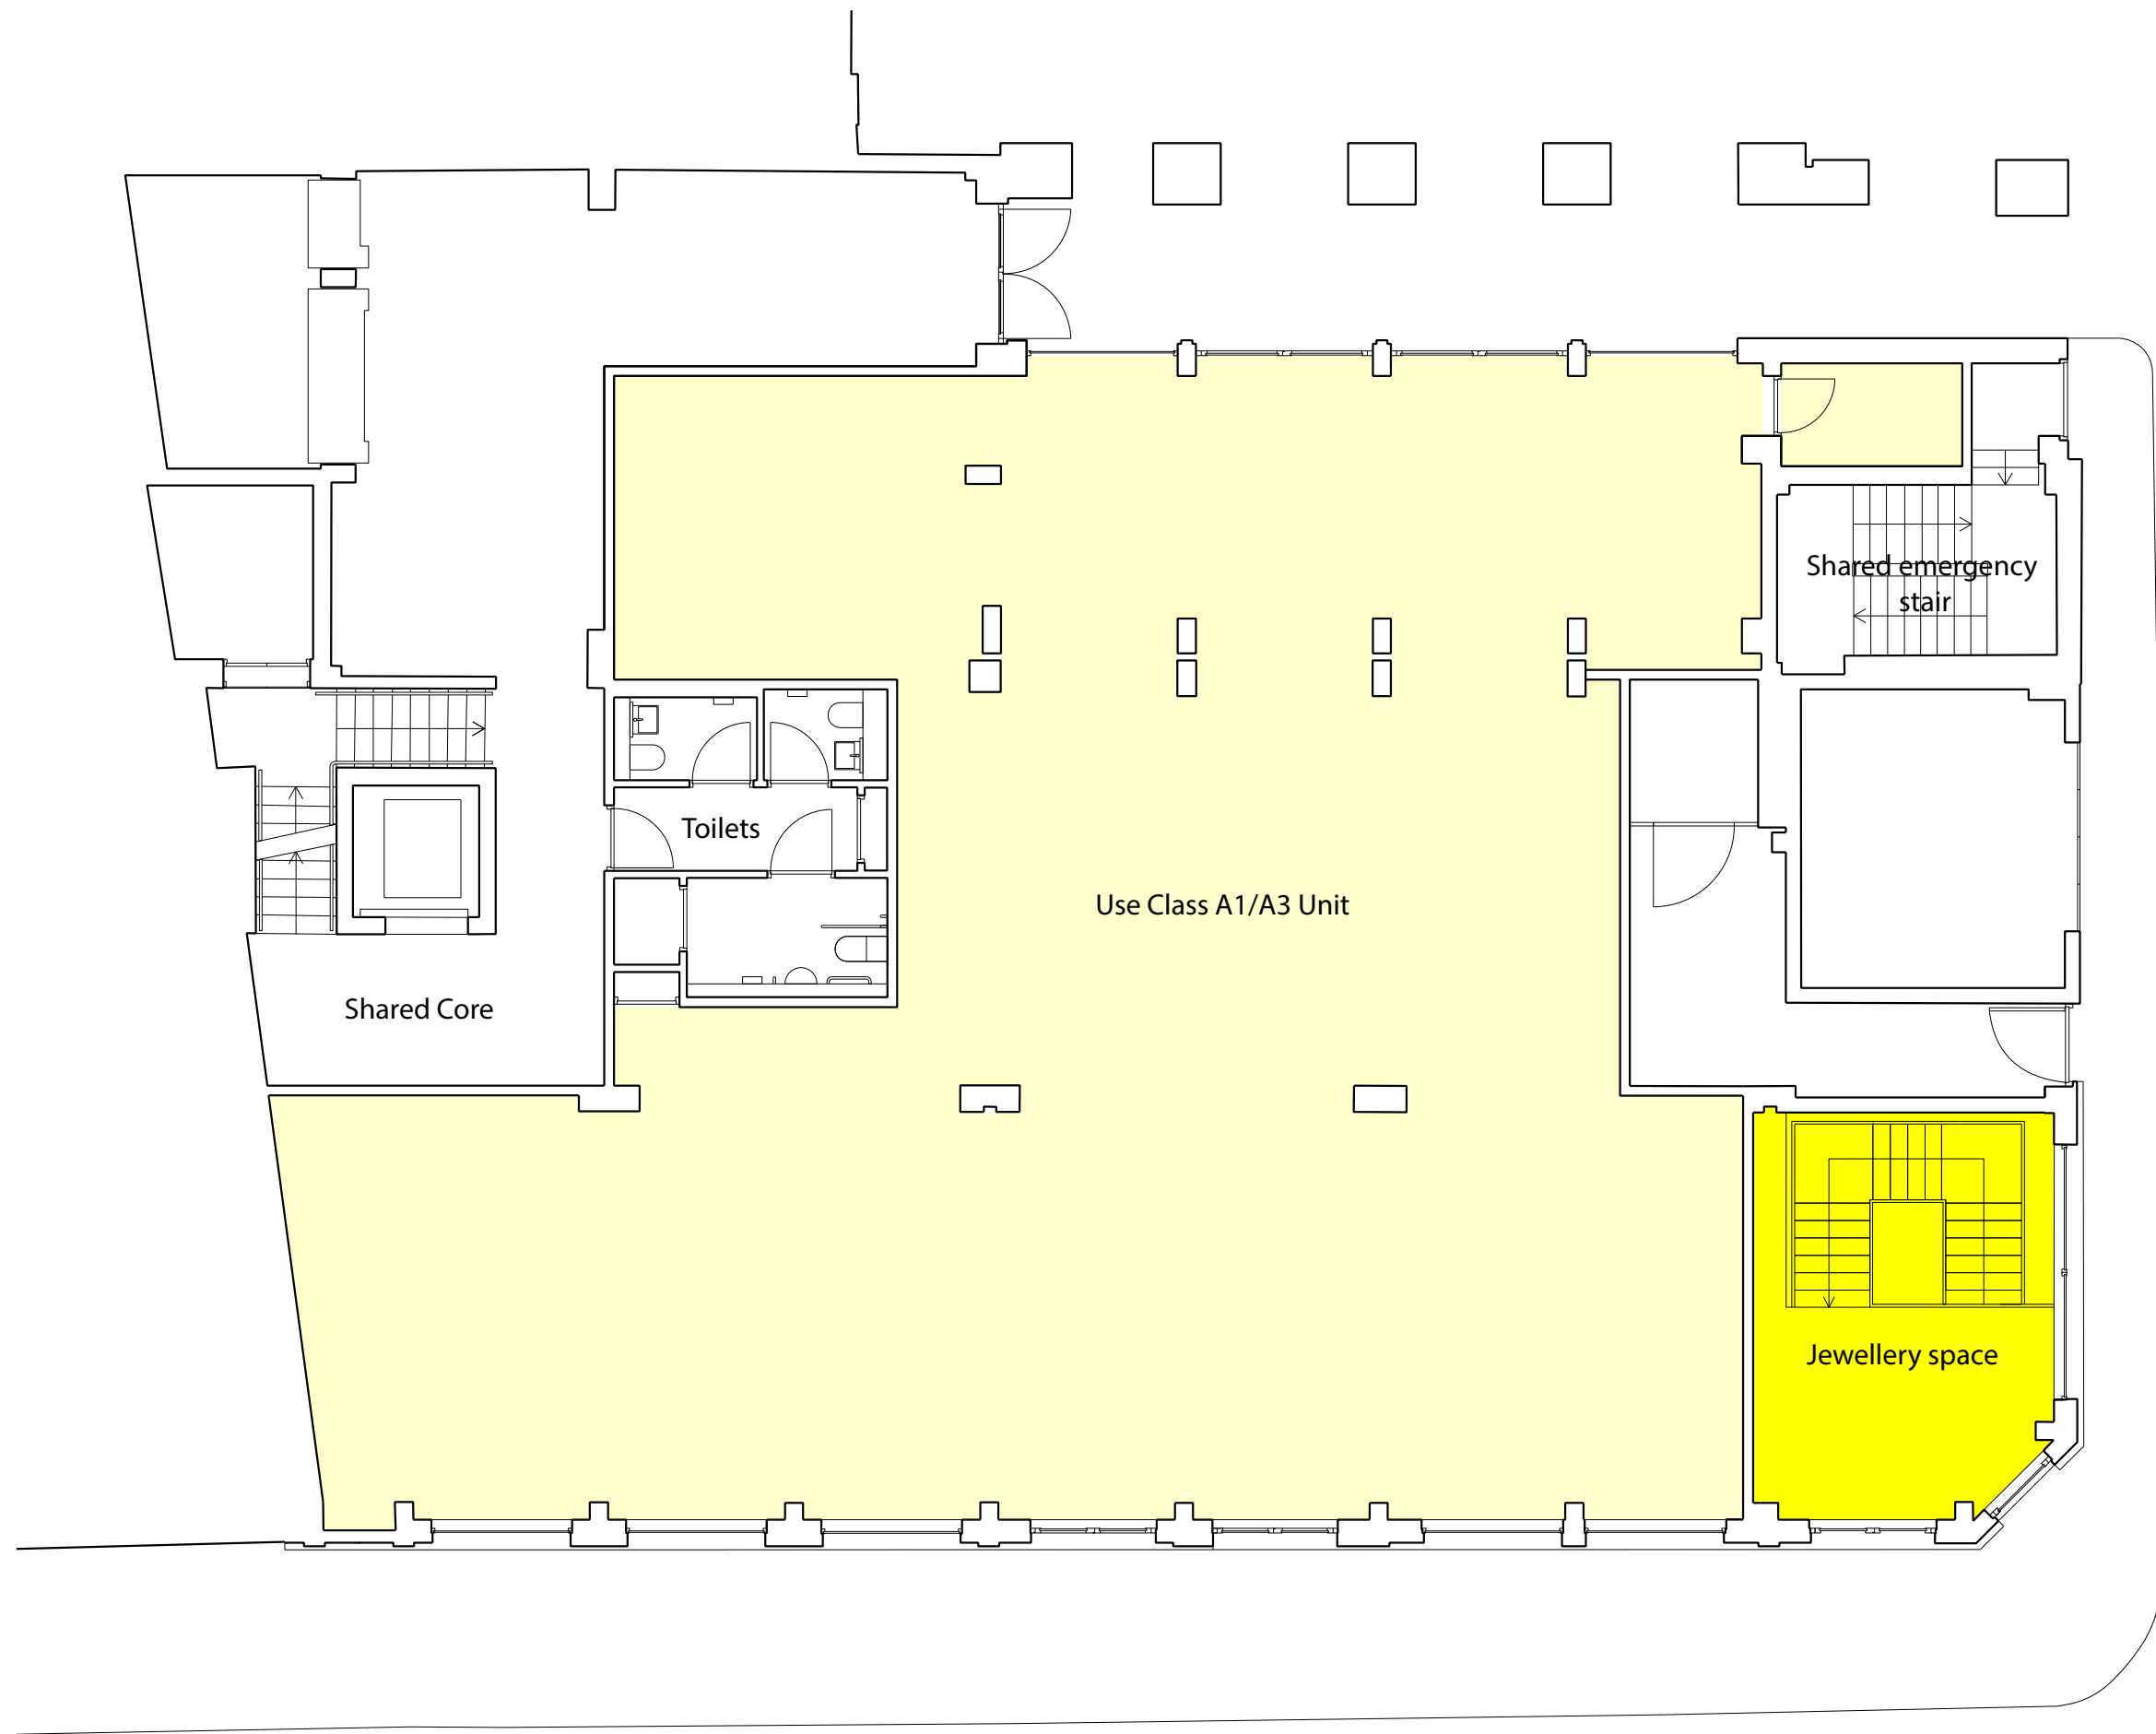 Shared emergency
stair
Toilets
Use Class A1/A3 Unit
Shared Core
Jewellery space